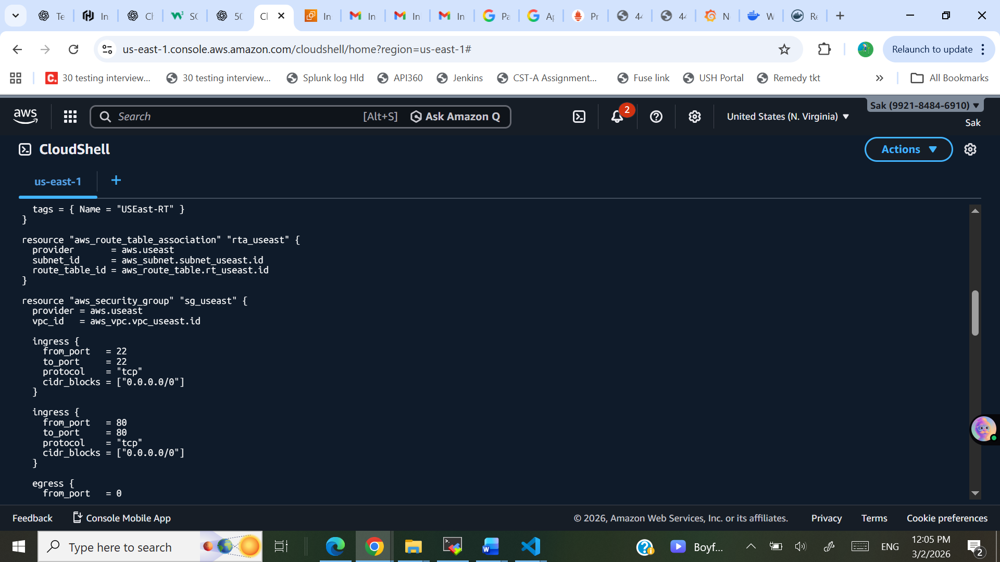 Te
In
Ch
SC
50
Cl
In
In
In
In
Pa
Ap
Pr
44
44
N
W
Re
us-east-1.console.aws.amazon.com/cloudshell/home?region=us-east-1#
Relaunch to update
30 testing interview...
30 testing interview...
Splunk log Hld
API360
Jenkins
CST-A Assignment...
USH Portal
Fuse link
Remedy tkt
All Bookmarks
aws
Search
[Alt+S]
Ask Amazon Q
2
United States (N. Virginia)
Sak (9921-8484-6910)
Sak
CloudShell
Actions
us-east-1
tags = { Name = "USEast-RT" }
}
resource "aws_route_table_association" "rta_useast" {
provider       = aws.useast
subnet_id      = aws_subnet.subnet_useast.id
route_table_id = aws_route_table.rt_useast.id
}
resource "aws_security_group" "sg_useast" {
provider = aws.useast
vpc_id   = aws_vpc.vpc_useast.id
ingress {
from_port   = 22
to_port     = 22
protocol    = "tcp"
cidr_blocks = ["0.0.0.0/0"]
}
ingress {
from_port   = 80
to_port     = 80
protocol    = "tcp"
cidr_blocks = ["0.0.0.0/0"]
}
egress {
from_port   = 0
Feedback
Console Mobile App
© 2026, Amazon Web Services, Inc. or its affiliates.
Privacy
Terms
Cookie preferences
Type here to search
Boyf...
ENG
12:05 PM
3/2/2026
2